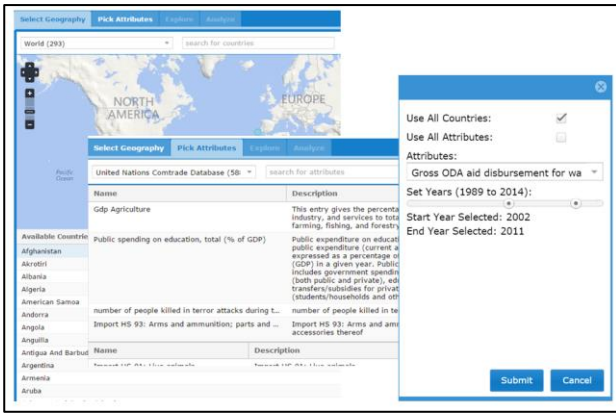 Select Geography Pick Attributes Explore Analyze
World (293) search for countries
NORTH
AMERICA
EUROPE
Pacific
Ocean
Available Countrie
Afghanistan
Akrotiri
Albania
Algeria
American Samoa
Andorra
Angola
Anguilla
Antigua And Barbud
Argentina
Armenia
Aruba
Select Geography Pick Attributes Explore Analyze
United Nations Comtrade Database (58 search for attributes
Name Description
Gdp Agriculture This entry gives the percenta
industry, and services to tota
farming, fishing, and forestry
Public spending on education, total (% of GDP) Public expenditure on educat
public expenditure (current a
expressed as a percentage o
(GDP) in a given year. Public
includes government spendin
(both public and private), edu
transfers/subsidies for privat
(students/households and oth
number of people killed in terror attacks during t... number of people killed in te
Import HS 93: Arms and ammunition; parts and ... Import HS 93: Arms and amm
accessories thereof
Name Description
Import HS 01: Live animals Import HS 01: Live animals
Use All Countries:
Use All Attributes:
Attributes:
Gross ODA aid disbursement for wa
Set Years (1989 to 2014):
Start Year Selected: 2002
End Year Selected: 2011
Submit Cancel